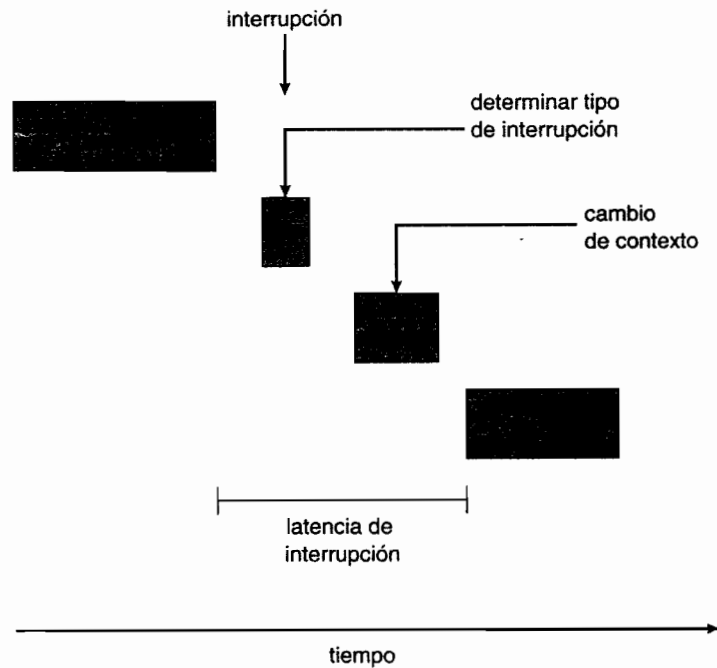 interrupción
determinar tipo
de interrupción
cambio
de contexto
latencia de
interrupción
tiempo